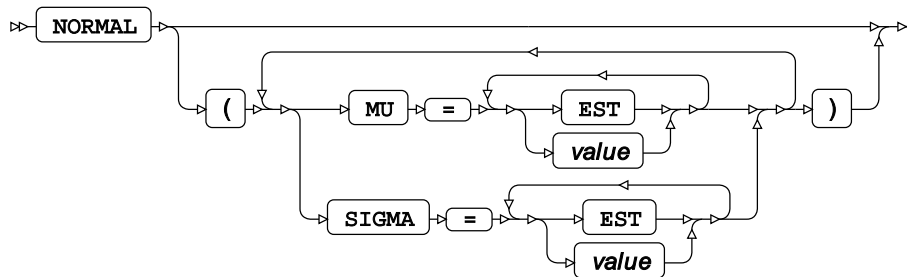 NORMAL
( MU = EST )
value
SIGMA = EST
value